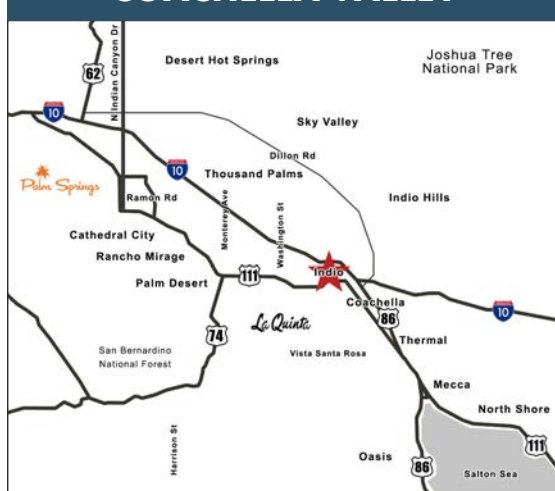 COACHELLA VALLEY
N Indian Canyon Dr
62
Desert Hot Springs
Joshua Tree
National Park
10
Sky Valley
Dillon Rd
10
Thousand Palms
Palm Springs
Ramon Rd
Indio Hills
Monterey Ave
Washington St
Cathedral City
Rancho Mirage
Palm Desert
111
Indio
Coachella
86
10
74
La Quinta
Thermal
San Bernardino
National Forest
Vista Santa Rosa
Mecca
North Shore
Harrison St
111
Oasis
86
Salton Sea